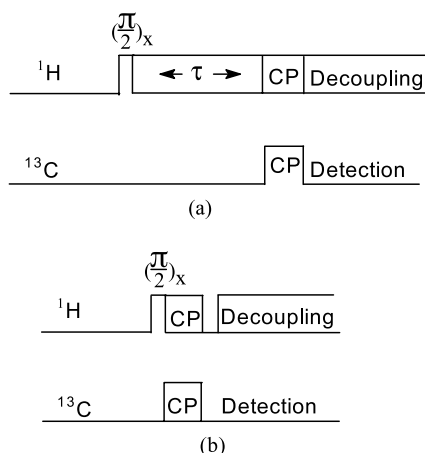 (π/2)x
¹H ← τ → CP Decoupling
¹³C CP Detection
(a)
(π/2)x
¹H CP Decoupling
¹³C CP Detection
(b)